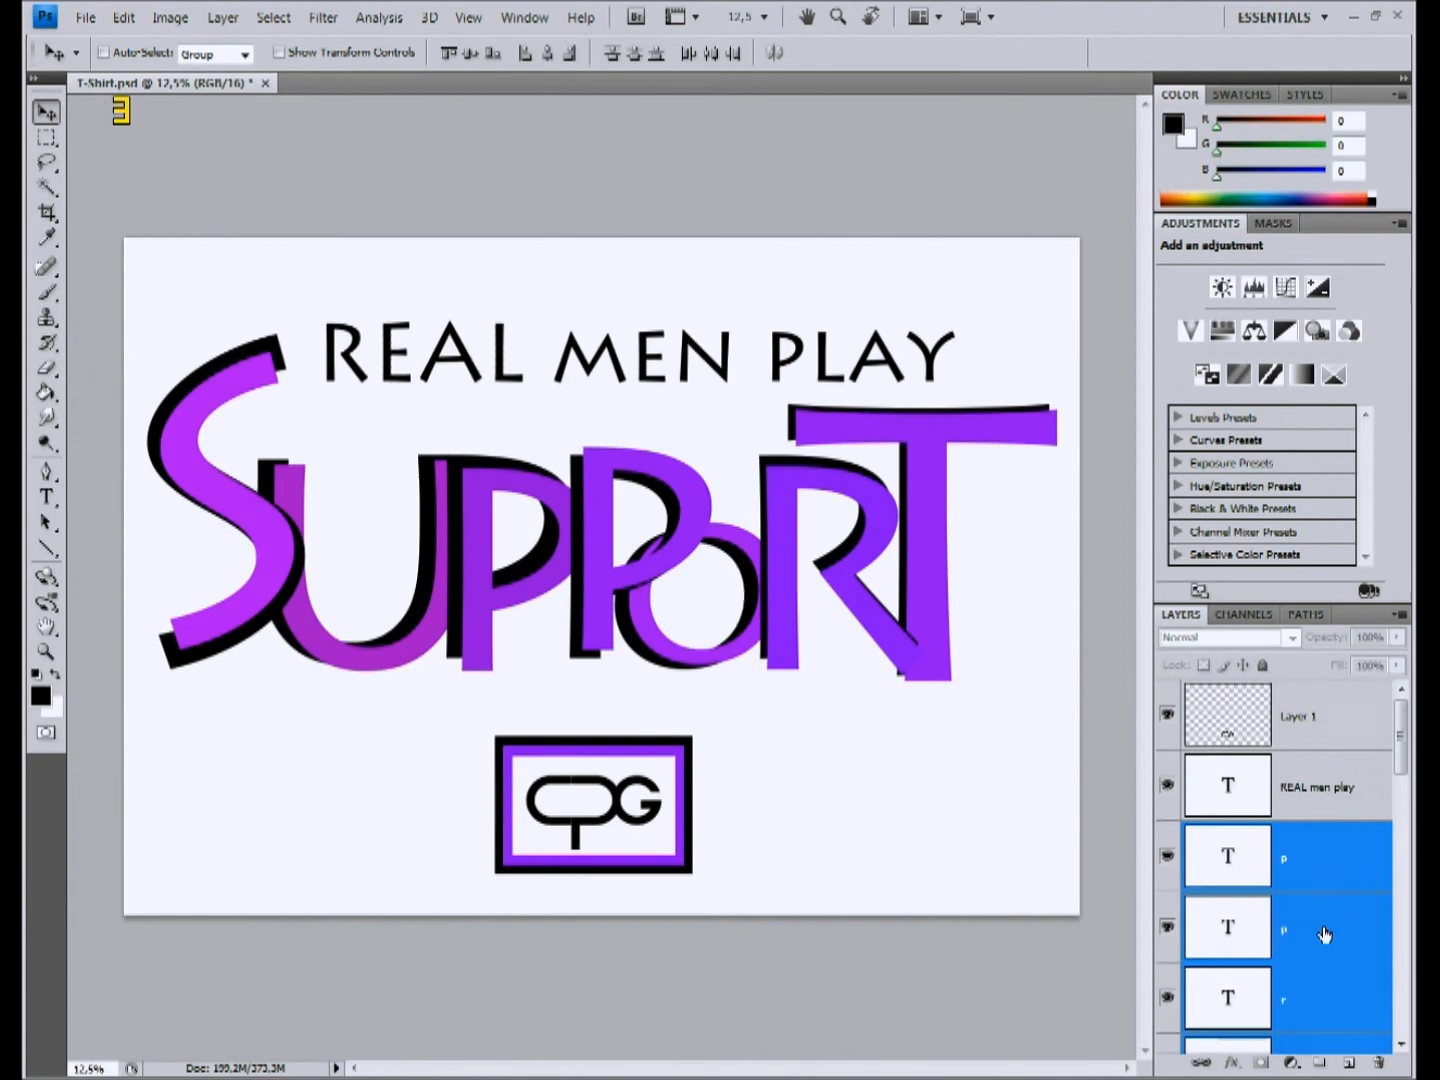 Ps File Edit Image Layer Select Filter Analysis 3D View Window Help Br 12,5 ESSENTIALS
Auto-Select: Group Show Transform Controls
T-Shirt.psd @ 12,5% (RGB/16) *
3
COLOR SWATCHES STYLES
R 0
G 0
B 0
ADJUSTMENTS MASKS
Add an adjustment
Levels Presets
Curves Presets
Exposure Presets
Hue/Saturation Presets
Black & White Presets
Channel Mixer Presets
Selective Color Presets
REAL MEN PLAY
SUPPORT
LAYERS CHANNELS PATHS
Normal Opacity: 100%
Lock: Fill: 100%
Layer 1
T REAL men play
T p
T p
T r
12,5% Doc: 199,2M/373,3M